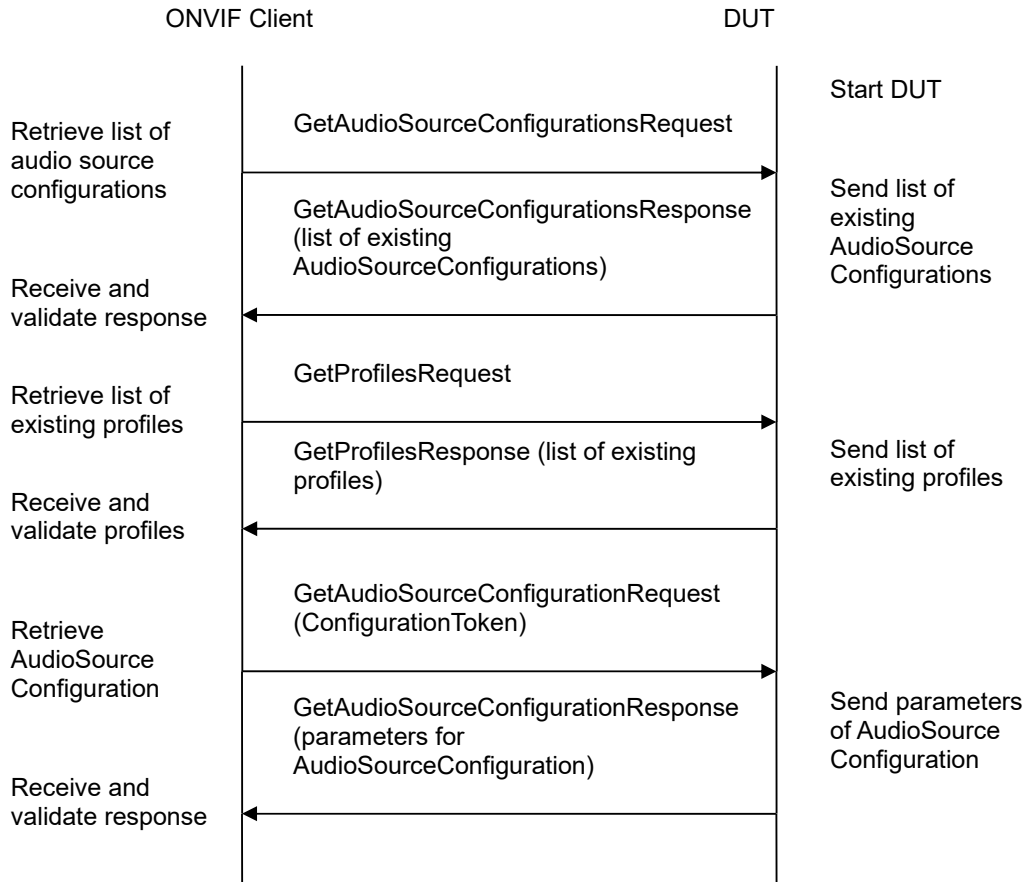 ONVIF Client
DUT
Start DUT
GetAudioSourceConfigurationsRequest
Retrieve list of
audio source
configurations
Send list of
existing
AudioSource
Configurations
GetAudioSourceConfigurationsResponse
(list of existing
AudioSourceConfigurations)
Receive and
validate response
GetProfilesRequest
Retrieve list of
existing profiles
GetProfilesResponse (list of existing
profiles)
Send list of
existing profiles
Receive and
validate profiles
GetAudioSourceConfigurationRequest
(ConfigurationToken)
Retrieve
AudioSource
Configuration
GetAudioSourceConfigurationResponse
(parameters for
AudioSourceConfiguration)
Send parameters
of AudioSource
Configuration
Receive and
validate response